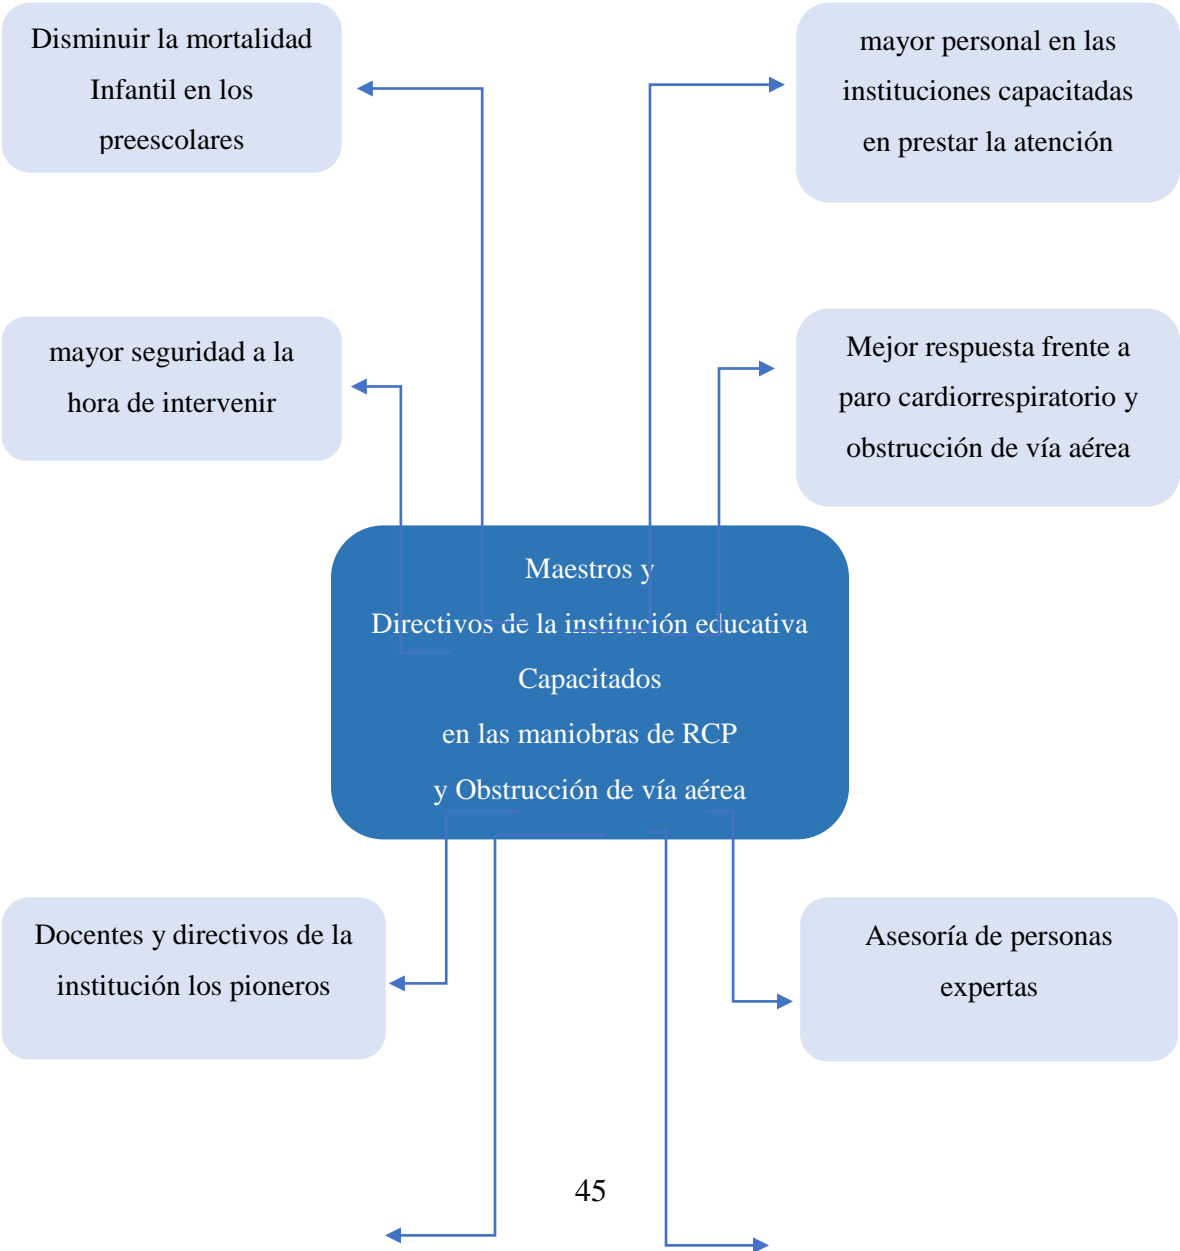 Disminuir la mortalidad
Infantil en los
preescolares
mayor personal en las
instituciones capacitadas
en prestar la atención
mayor seguridad a la
hora de intervenir
Mejor respuesta frente a
paro cardiorrespiratorio y
obstrucción de vía aérea
Maestros y
Directivos de la institución educativa
Capacitados
en las maniobras de RCP
y Obstrucción de vía aérea
Docentes y directivos de la
institución los pioneros
Asesoría de personas
expertas
45